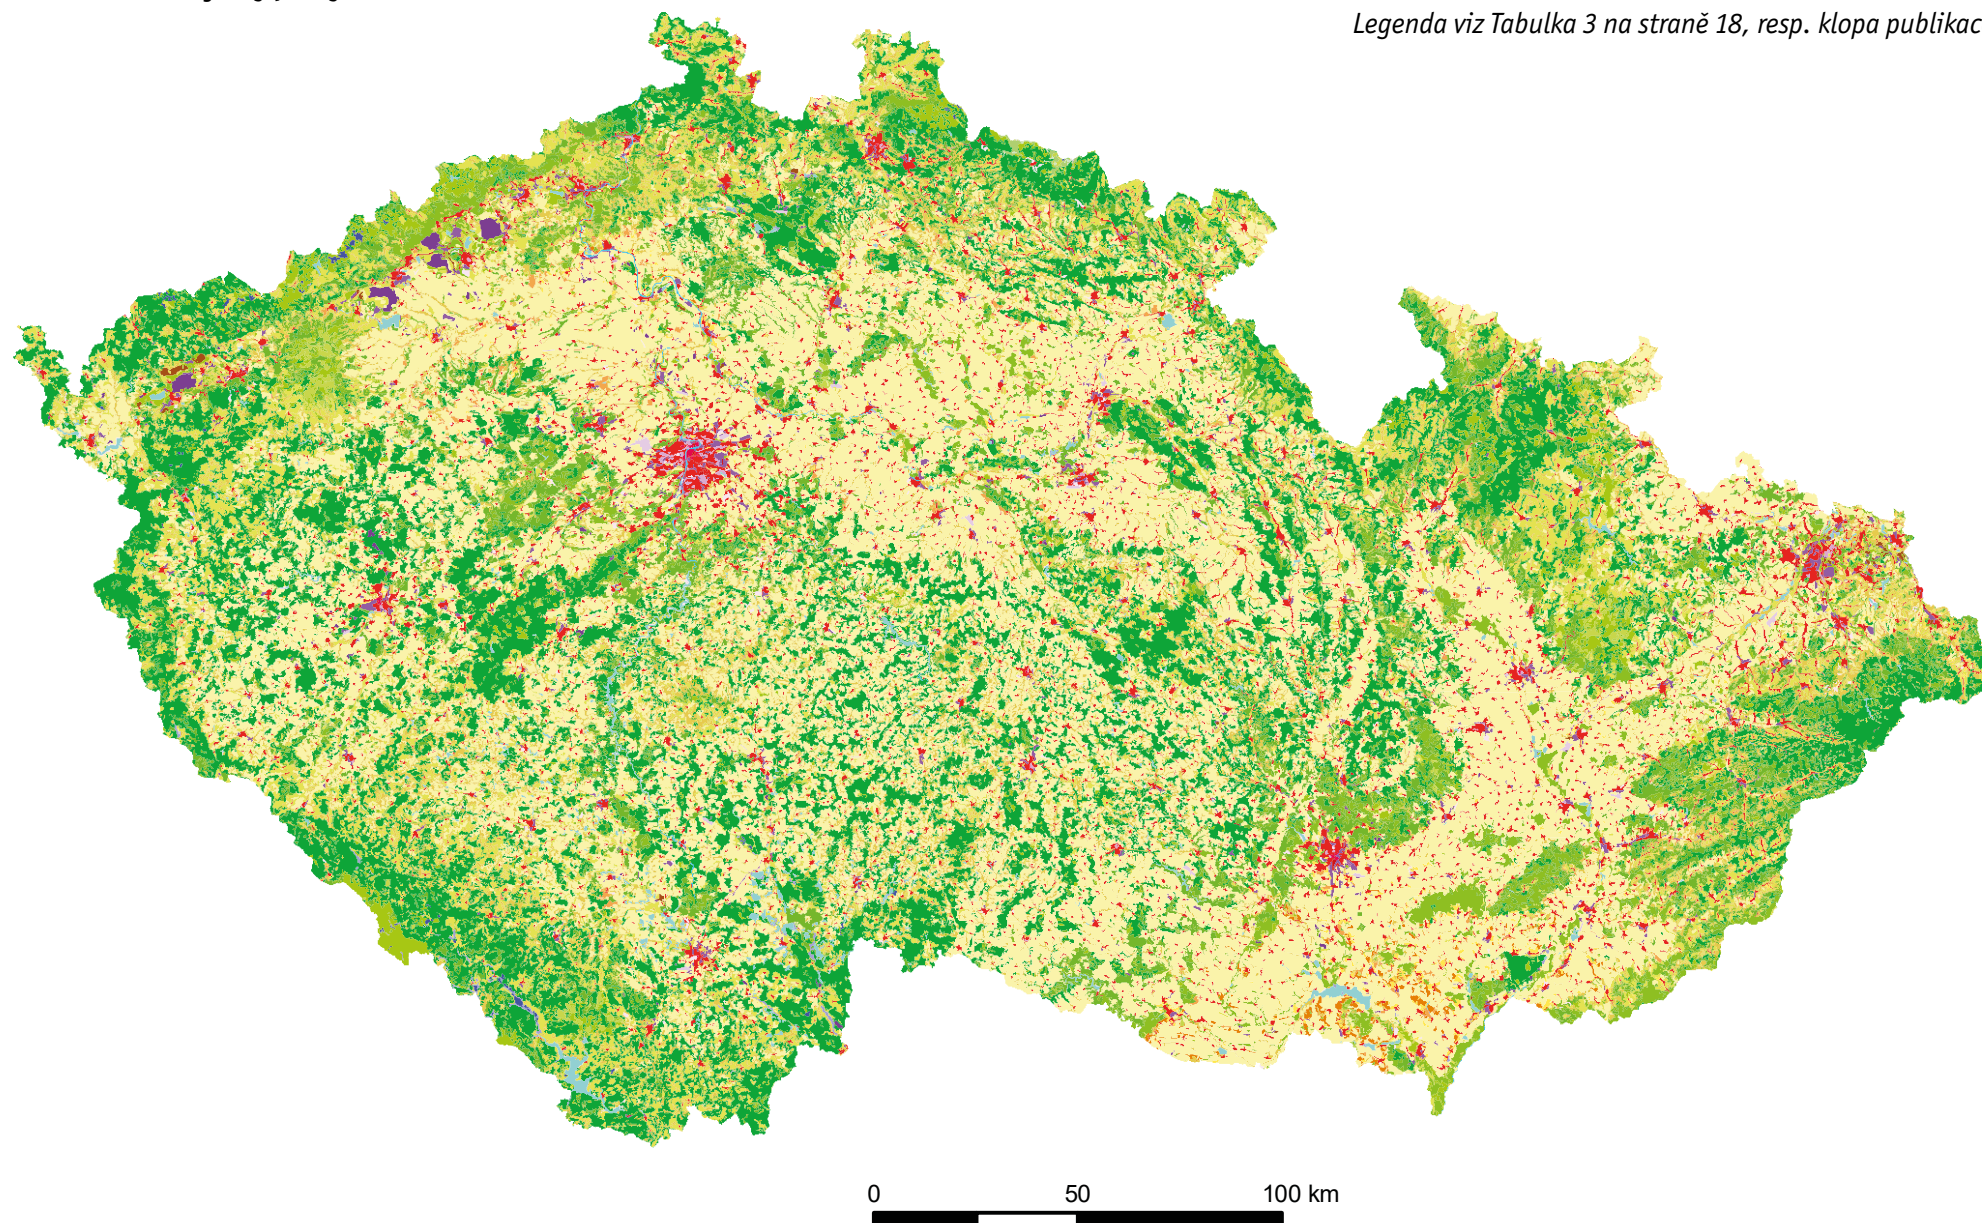 Legenda viz Tabulka 3 na straně 18, resp. klopa publikac
0 50 100 km